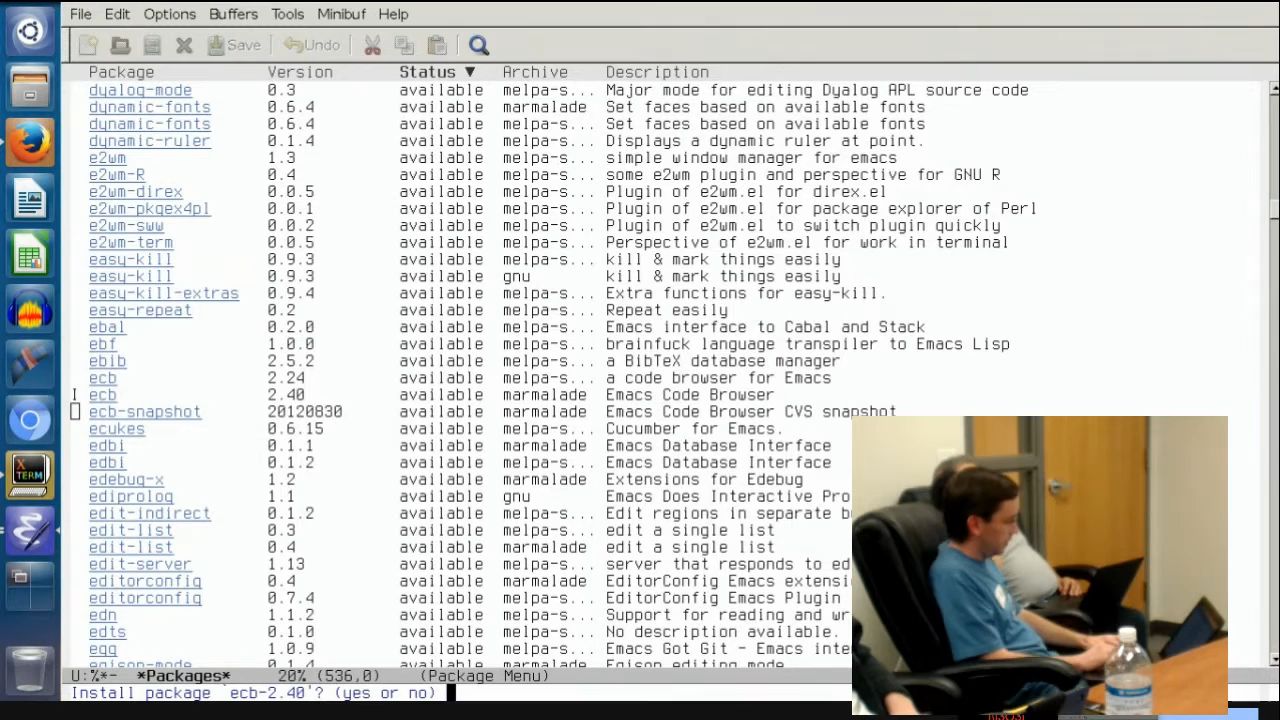 File Edit Options Buffers Tools Minibuf Help
Save Undo
Package Version Status ▼ Archive Description
dyalog-mode 0.3 available melpa-s... Major mode for editing Dyalog APL source code
dynamic-fonts 0.6.4 available marmalade Set faces based on available fonts
dynamic-fonts 0.6.4 available melpa-s... Set faces based on available fonts
dynamic-ruler 0.1.4 available melpa-s... Displays a dynamic ruler at point.
e2wm 1.3 available melpa-s... simple window manager for emacs
e2wm-R 0.4 available melpa-s... some e2wm plugin and perspective for GNU R
e2wm-direx 0.0.5 available melpa-s... Plugin of e2wm.el for direx.el
e2wm-pkgex4pl 0.0.1 available melpa-s... Plugin of e2wm.el for package explorer of Perl
e2wm-sww 0.0.2 available melpa-s... Plugin of e2wm.el to switch plugin quickly
e2wm-term 0.0.5 available melpa-s... Perspective of e2wm.el for work in terminal
easy-kill 0.9.3 available melpa-s... kill & mark things easily
easy-kill 0.9.3 available gnu kill & mark things easily
easy-kill-extras 0.9.4 available melpa-s... Extra functions for easy-kill.
easy-repeat 0.2 available melpa-s... Repeat easily
ebal 0.2.0 available melpa-s... Emacs interface to Cabal and Stack
ebf 1.0.0 available melpa-s... brainfuck language transpiler to Emacs Lisp
ebib 2.5.2 available melpa-s... a BibTeX database manager
ecb 2.24 available melpa-s... a code browser for Emacs
ecb 2.40 available marmalade Emacs Code Browser
ecb-snapshot 20120830 available marmalade Emacs Code Browser CVS snapshot
ecukes 0.6.15 available melpa-s... Cucumber for Emacs.
edbi 0.1.1 available marmalade Emacs Database Interface
edbi 0.1.2 available melpa-s... Emacs Database Interface
edebug-x 1.2 available marmalade Extensions for Edebug
ediprolog 1.1 available gnu Emacs Does Interactive Pro
edit-indirect 0.1.2 available melpa-s... Edit regions in separate bu
edit-list 0.3 available melpa-s... edit a single list
edit-list 0.4 available marmalade edit a single list
edit-server 1.13 available melpa-s... server that responds to ed
editorconfig 0.4 available marmalade EditorConfig Emacs extensi
editorconfig 0.7.4 available melpa-s... EditorConfig Emacs Plugin
edn 1.1.2 available melpa-s... Support for reading and wr
edts 0.1.0 available melpa-s... No description available.
egg 1.0.9 available melpa-s... Emacs Got Git - Emacs inte
egison-mode 0.1.4 available marmalade Egison editing mode
U:%*- *Packages* 20% (536,0) (Package Menu)
Install package `ecb-2.40'? (yes or no)
X TERM